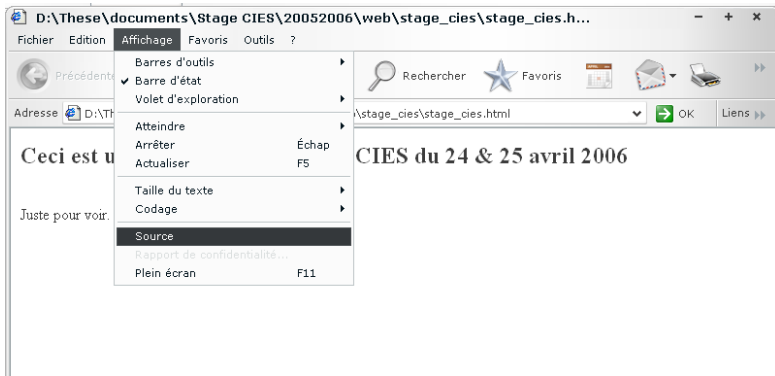 D:\These\documents\Stage CIES\20052006\web\stage_cies\stage_cies.h...
Fichier Edition Affichage Favoris Outils ?
Précédente Rechercher Favoris
Adresse D:\Th \stage_cies\stage_cies.html OK Liens
Barres d'outils
Barre d'état
Volet d'exploration
Atteindre
Arrêter Échap
Actualiser F5
Taille du texte
Codage
Source
Rapport de confidentialité...
Plein écran F11
Ceci est u CIES du 24 & 25 avril 2006
Juste pour voir.